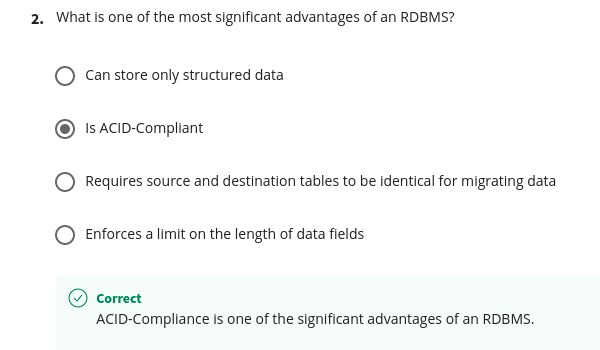 2. What is one of the most significant advantages of an RDBMS?
Can store only structured data
Is ACID-Compliant
Requires source and destination tables to be identical for migrating data
Enforces a limit on the length of data fields
Correct
ACID-Compliance is one of the significant advantages of an RDBMS.